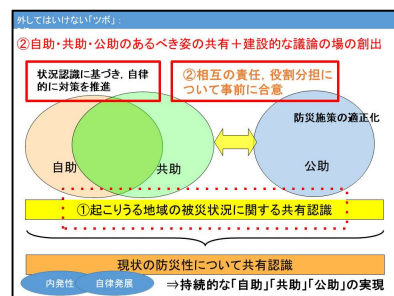 外してはいけない「ツボ」:
②自助・共助・公助のあるべき姿の共有＋建設的な議論の場の創出
状況認識に基づき，自律
的に対策を推進
②相互の責任，役割分担に
ついて事前に合意
防災施策の適正化
自助
共助
公助
①起こりうる地域の被災状況に関する共有認識
現状の防災性について共有認識
内発性
自律発展
⇒持続的な「自助」「共助」「公助」の実現